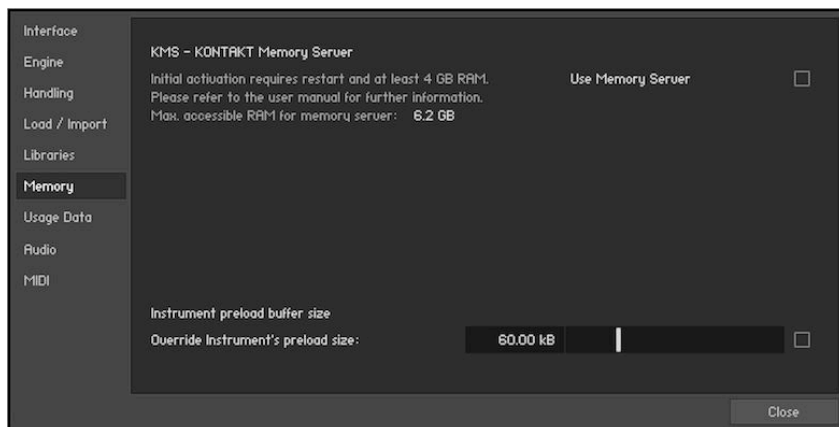 Interface
Engine
Handling
Load / Import
Libraries
Memory
Usage Data
Audio
MIDI
KMS - KONTAKT Memory Server
Initial activation requires restart and at least 4 GB RAM.
Please refer to the user manual for further information.
Max. accessible RAM for memory server: 6.2 GB
Use Memory Server
Instrument preload buffer size
Override Instrument's preload size: 60.00 kB
Close